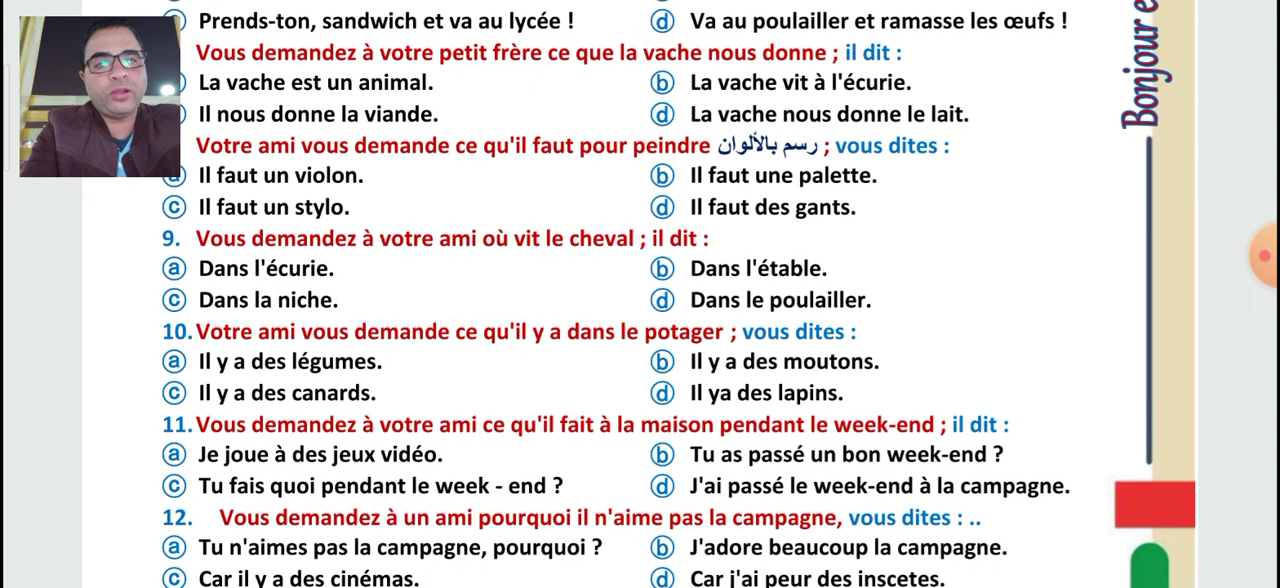 Prends-ton, sandwich et va au lycée ! ⓓ Va au poulailler et ramasse les œufs !
Vous demandez à votre petit frère ce que la vache nous donne ; il dit :
La vache est un animal. ⓑ La vache vit à l'écurie.
Il nous donne la viande. ⓓ La vache nous donne le lait.
Votre ami vous demande ce qu'il faut pour peindre رسم بالألوان ; vous dites :
ⓐ Il faut un violon. ⓑ Il faut une palette.
ⓒ Il faut un stylo. ⓓ Il faut des gants.
9. Vous demandez à votre ami où vit le cheval ; il dit :
ⓐ Dans l'écurie. ⓑ Dans l'étable.
ⓒ Dans la niche. ⓓ Dans le poulailler.
10. Votre ami vous demande ce qu'il y a dans le potager ; vous dites :
ⓐ Il y a des légumes. ⓑ Il y a des moutons.
ⓒ Il y a des canards. ⓓ Il ya des lapins.
11. Vous demandez à votre ami ce qu'il fait à la maison pendant le week-end ; il dit :
ⓐ Je joue à des jeux vidéo. ⓑ Tu as passé un bon week-end ?
ⓒ Tu fais quoi pendant le week - end ? ⓓ J'ai passé le week-end à la campagne.
12. Vous demandez à un ami pourquoi il n'aime pas la campagne, vous dites : ..
ⓐ Tu n'aimes pas la campagne, pourquoi ? ⓑ J'adore beaucoup la campagne.
ⓒ Car il y a des cinémas. ⓓ Car j'ai peur des inscetes.
Bonjour e